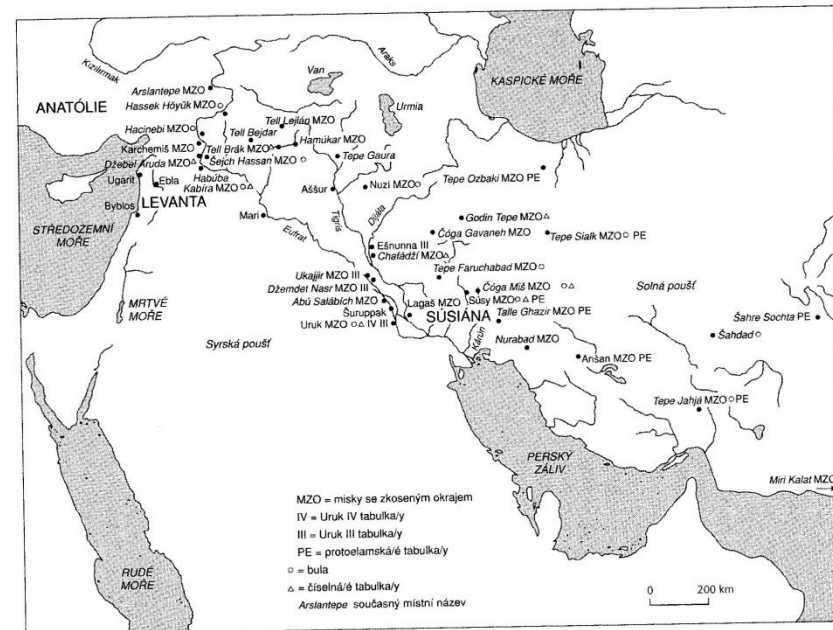 Kızılırmak
Araks
Van
Urmia
KASPICKÉ MOŘE
ANATÓLIE
Arslantepe MZO
Hassek Höyük MZO ○
Hacinebi MZO ○
Tell Lejlán MZO
Tell Bejdar
Karchemiš MZO
Tell Brák MZO △
Hamúkar MZO
Džebel Aruda MZO △
Šejch Hassan MZO ○
Tepe Gaura
Ugarit
Ebla
Habúba
Kabíra MZO ○ △
Aššur
Nuzi MZO ○
Tepe Ozbaki MZO PE
LEVANTA
Byblos
STŘEDOZEMNÍ
MOŘE
Mari
Eufrat
Tigris
Dijála
Godin Tepe MZO △
Čóga Gavaneh MZO
Tepe Sialk MZO ○ PE
Ešnunna III
Chafádží MZO △
Tepe Faruchabad MZO ○
Ukajjir MZO III
Džemdet Nasr MZO III
Čóga Miš MZO ○ △
Súsy MZO ○ △ PE
Abú Salábích MZO
Lagaš MZO
SÚSIÁNA
Šuruppak
Talle Ghazir MZO PE
Uruk MZO ○ △ IV III
Kárún
MRTVÉ
MOŘE
Syrská poušť
Solná poušť
Šahre Sochta PE
Šahdad ○
Nurabad MZO
Anšan MZO PE
Tepe Jahjá MZO ○ PE
PERSKÝ
ZÁLIV
Miri Kalat MZO
RUDÉ
MOŘE
MZO = misky se zkoseným okrajem
IV = Uruk IV tabulka/y
III = Uruk III tabulka/y
PE = protoelamská/é tabulka/y
○ = bula
△ = číselná/é tabulka/y
Arslantepe současný místní název
0 200 km